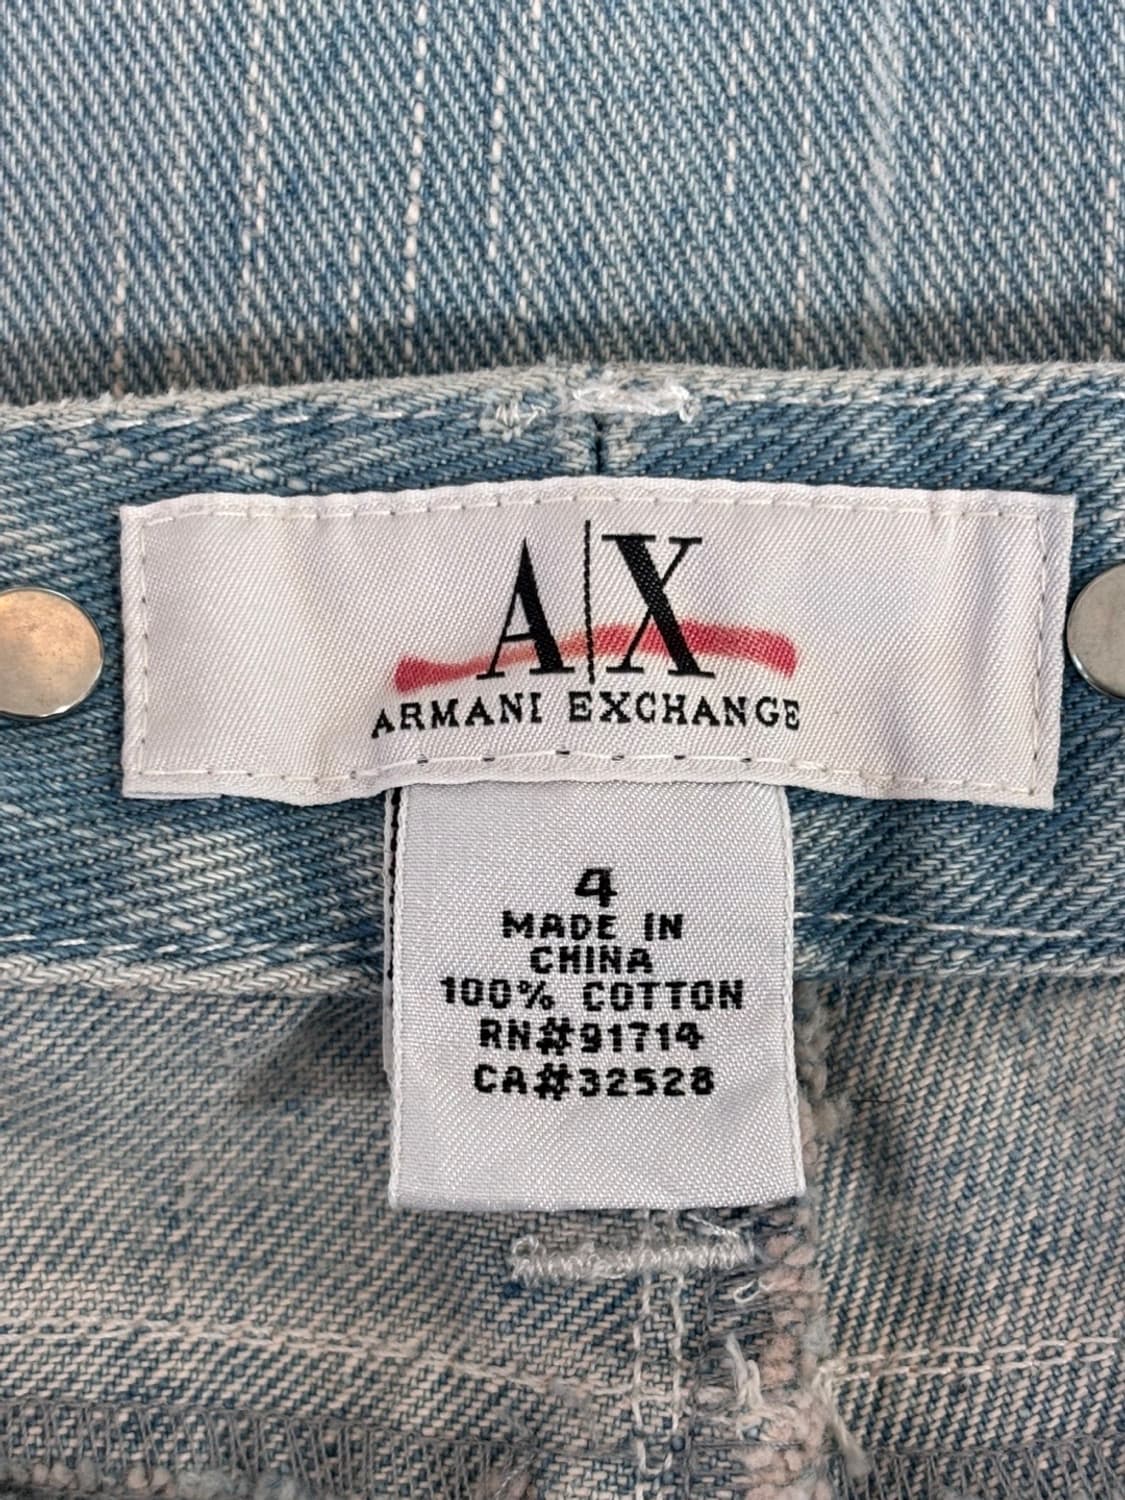 A|X
ARMANI EXCHANGE
4
MADE IN
CHINA
100% COTTON
RN#91714
CA#32528